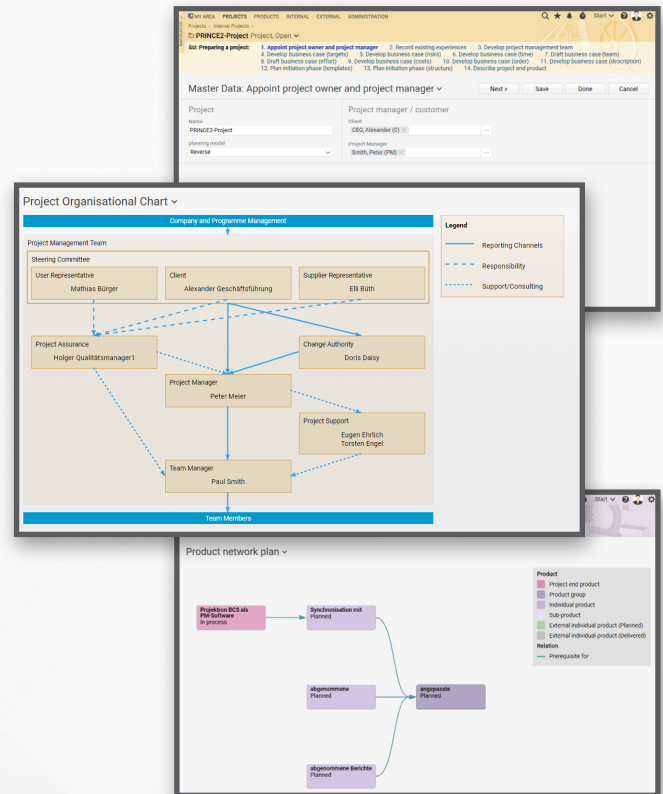 MY AREA PROJECTS PRODUCTS INTERNAL EXTERNAL ADMINISTRATION
Start
Projects › Internal Projects ›
PRINCE2-Project Project, Open
SU: Preparing a project: 1. Appoint project owner and project manager 2. Record existing experiences 3. Develop project management team
4. Develop business case (targets) 5. Develop business case (risks) 6. Develop business case (time) 7. Draft business case (team)
8. Draft business case (effort) 9. Develop business case (costs) 10. Develop business case (order) 11. Develop business case (description)
12. Plan initiation phase (templates) 13. Plan initiation phase (structure) 14. Describe project end product
Master Data: Appoint project owner and project manager
Next > Save Done Cancel
Project
Name
PRINCE2-Project
planning model
Reverse
Project manager / customer
Client
CEO, Alexander (C) ×
Project Manager
Smith, Peter (PM) ×
Project Organisational Chart
Company and Programme Management
Project Management Team
Steering Committee
User Representative
Mathias Bürger
Client
Alexander Geschäftsführung
Supplier Representative
Elli Büth
Project Assurance
Holger Qualitätsmanager1
Change Authority
Doris Daisy
Project Manager
Peter Meier
Project Support
Eugen Ehrlich
Torsten Engel
Team Manager
Paul Smith
Team Members
Legend
Reporting Channels
Responsibility
Support/Consulting
Start
Product network plan
Projektron BCS als
PM-Software
In process
Synchronisation mit
Planned
abgenommene
Planned
angepasste
Planned
abgenommene Berichte
Planned
Product
Project end product
Product group
Individual product
Sub-product
External individual product (Planned)
External individual product (Delivered)
Relation
Prerequisite for